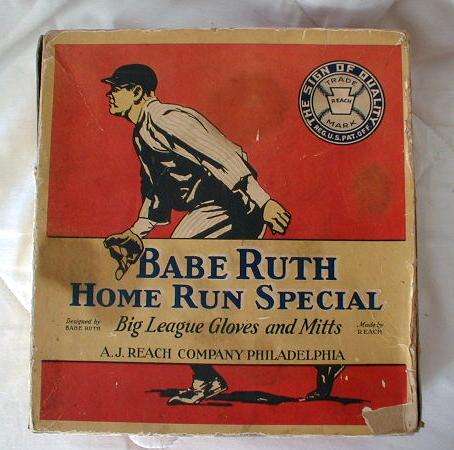 THE SIGN OF QUALITY
TRADE
REACH
MARK
REG. U.S. PAT. OFF.
BABE RUTH
HOME RUN SPECIAL
Designed by
BABE RUTH
Big League Gloves and Mitts
Made by
REACH
A.J. REACH COMPANY PHILADELPHIA